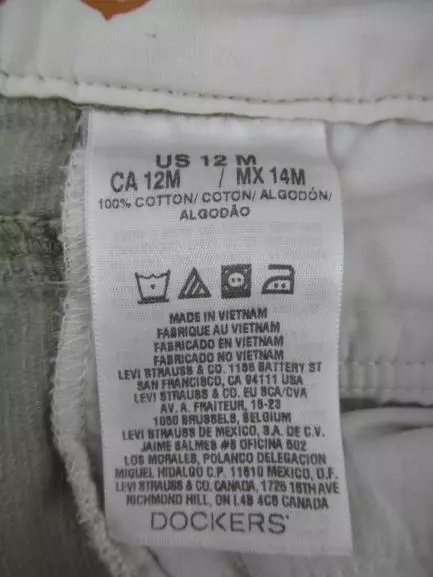 US 12 M
CA 12M / MX 14M
100% COTTON/ COTON/ ALGODÓN/
ALGODÃO
MADE IN VIETNAM
FABRIQUE AU VIETNAM
FABRICADO EN VIETNAM
FABRICADO NO VIETNAM
LEVI STRAUSS & CO. 1155 BATTERY ST
SAN FRANCISCO, CA 94111 USA
LEVI STRAUSS & CO. EU SCA/CVA
AV. A. FRAITEUR, 15-23
1050 BRUSSELS, BELGIUM
LEVI STRAUSS DE MEXICO, S.A. DE C.V.
JAIME BALMES #8 OFICINA 602
LOS MORALES, POLANCO DELEGACION
MIGUEL HIDALGO C.P. 11510 MEXICO, D.F.
LEVI STRAUSS & CO. CANADA, 1725 16TH AVE
RICHMOND HILL, ON L4B 4C6 CANADA
DOCKERS®